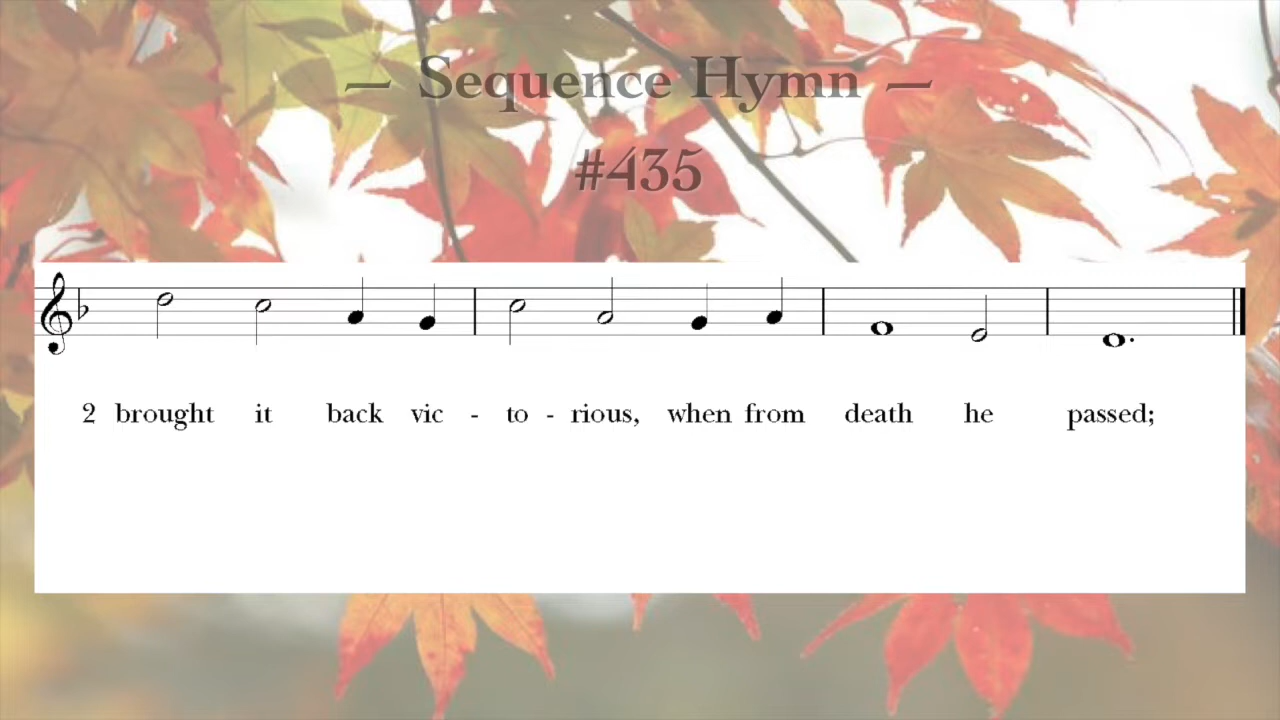 — Sequence Hymn —
#435
2 brought it back vic - to - rious, when from death he passed;